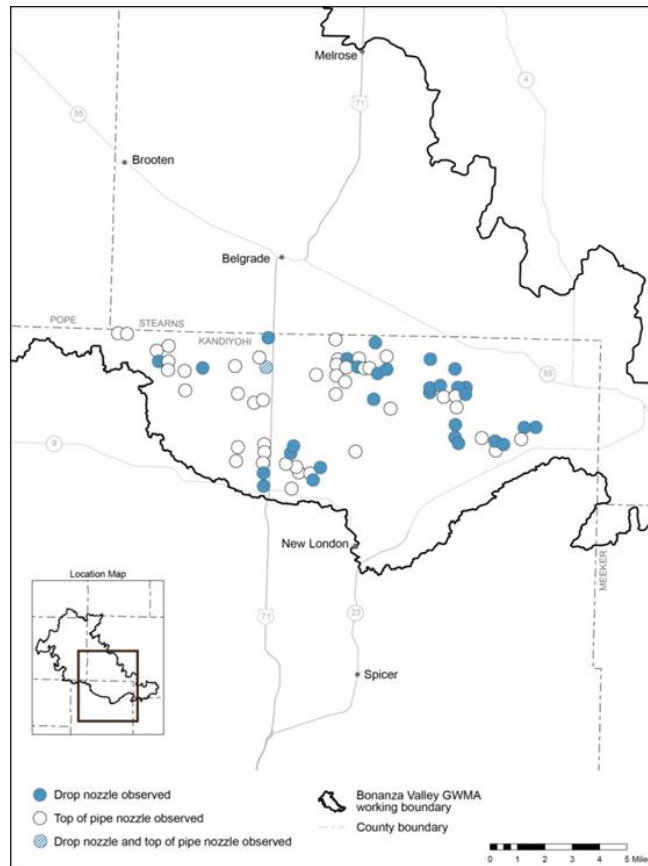 Melrose
71
4
55
Brooten
Belgrade
POPE
STEARNS
KANDIYOHI
55
9
New London
MEELKER
Location Map
71
23
Spicer
Drop nozzle observed
Top of pipe nozzle observed
Drop nozzle and top of pipe nozzle observed
Bonanza Valley GWMA
working boundary
County boundary
0 1 2 3 4 5 Miles